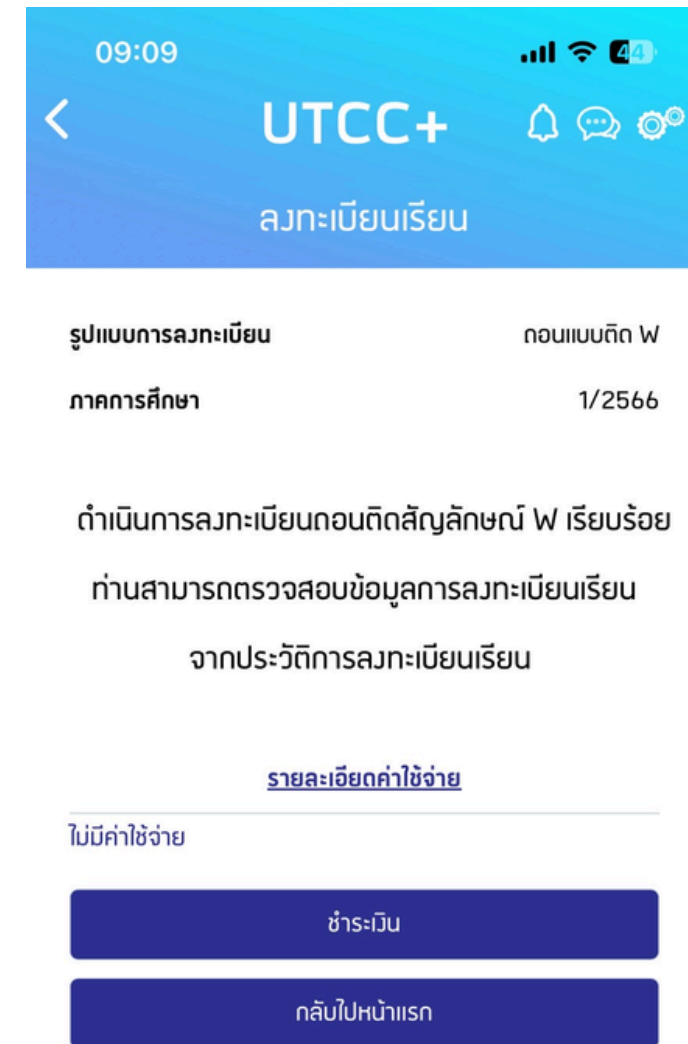 09:09
44
UTCC+
ลงทะเบียนเรียน
รูปแบบการลงทะเบียน ถอนแบบติด W
ภาคการศึกษา 1/2566
ดำเนินการลงทะเบียนถอนติดสัญลักษณ์ W เรียบร้อย
ท่านสามารถตรวจสอบข้อมูลการลงทะเบียนเรียน
จากประวัติการลงทะเบียนเรียน
รายละเอียดค่าใช้จ่าย
ไม่มีค่าใช้จ่าย
ชำระเงิน
กลับไปหน้าแรก